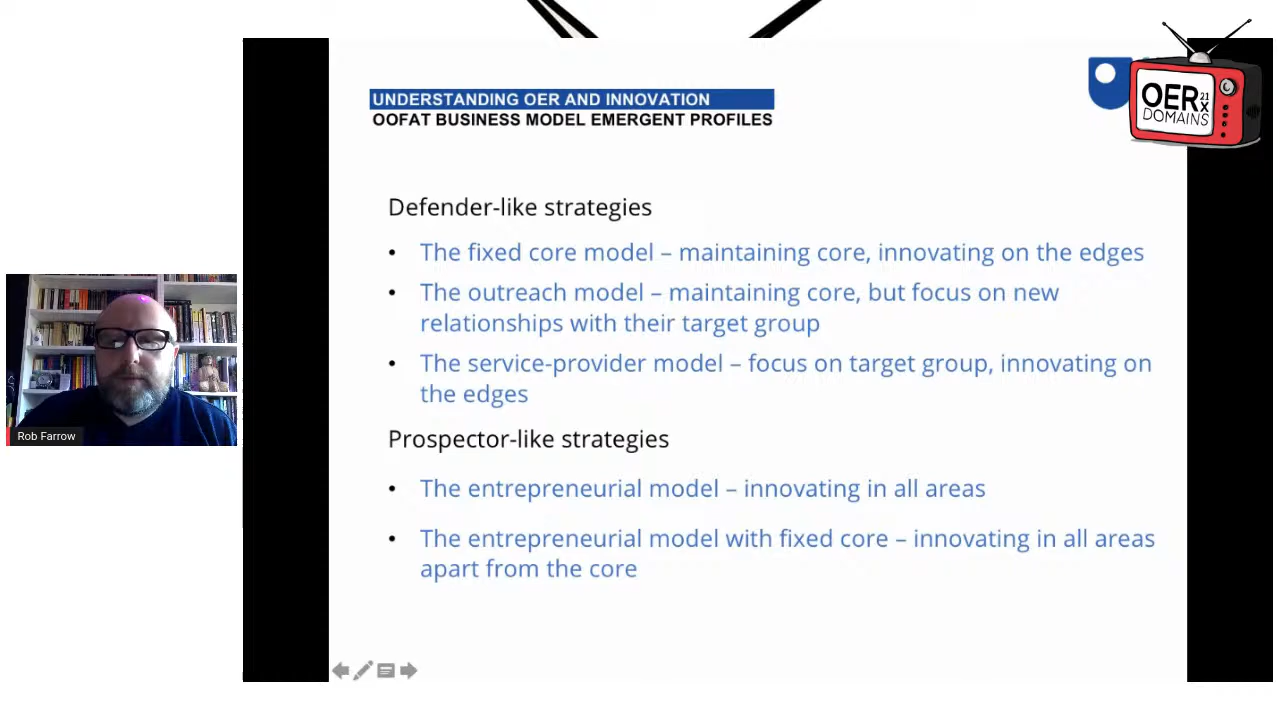 UNDERSTANDING OER AND INNOVATION
OOFAT BUSINESS MODEL EMERGENT PROFILES
OER
21
x
DOMAINS
Defender-like strategies
• The fixed core model – maintaining core, innovating on the edges
• The outreach model – maintaining core, but focus on new
relationships with their target group
• The service-provider model – focus on target group, innovating on
the edges
Prospector-like strategies
• The entrepreneurial model – innovating in all areas
• The entrepreneurial model with fixed core – innovating in all areas
apart from the core
Rob Farrow